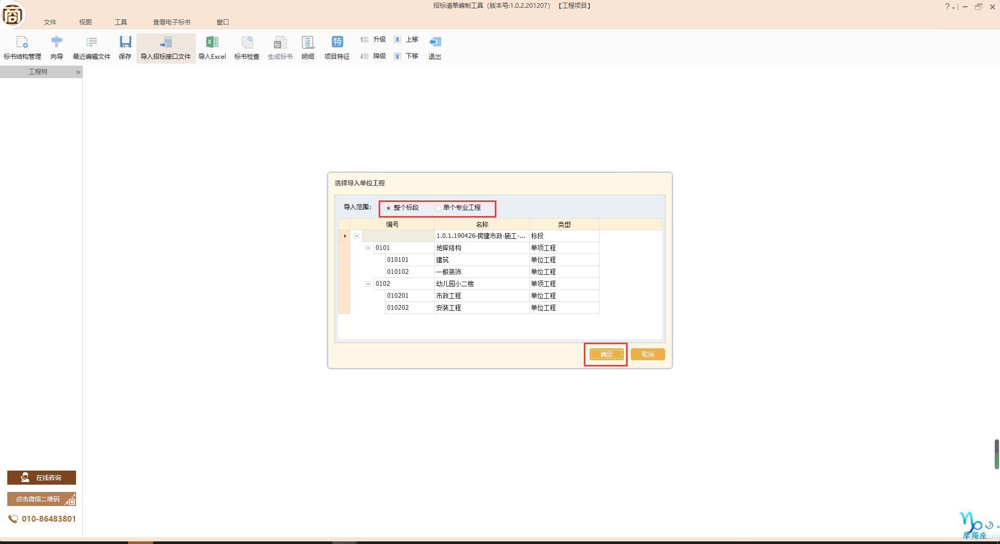 招标清单编制工具（版本号:1.0.2.201207） 【工程项目】
商
文件 视图 工具 查看电子标书 窗口
标书结构管理 向导 最近编辑文件 保存 导入招标接口文件 导入Excel 标书检查 生成标书 明细 项目特征 升级 上移 退出
降级 下移
标
特
工程树 »
选择导入单位工程
导入范围： 整个标段 单个专业工程
编号 名称 类型
1.0.1.190426-房建市政-施工-... 标段
0101 地库结构 单项工程
010101 建筑 单位工程
010102 一般装饰 单位工程
0102 幼儿园小二楼 单项工程
010201 市政工程 单位工程
010202 安装工程 单位工程
确定 取消
在线咨询
点击微信二维码
010-86483801
摩羯座